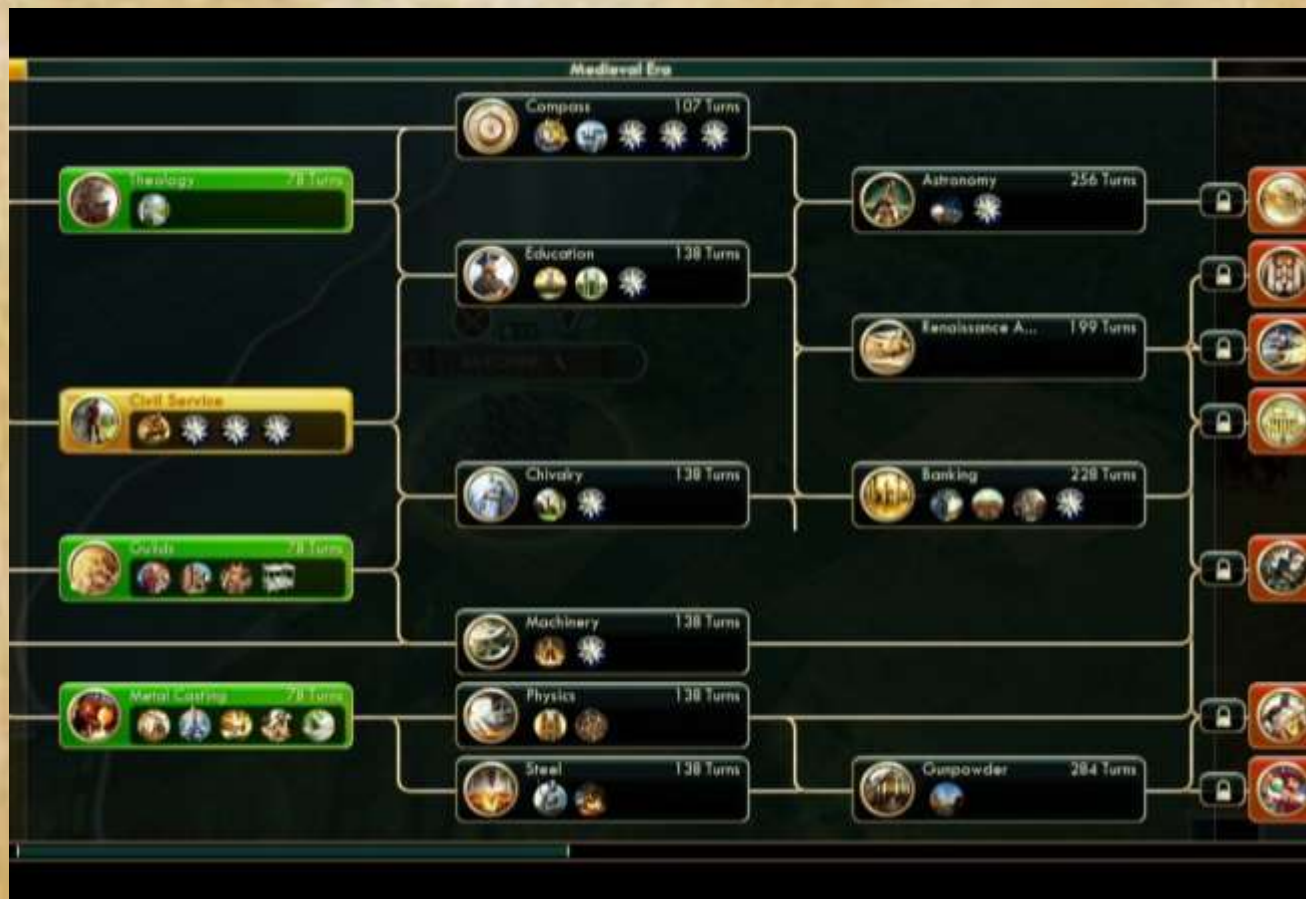 Medieval Era
Compass 107 Turns
Theology 78 Turns
Astronomy 256 Turns
Education 138 Turns
Renaissance A... 199 Turns
Civil Service
Chivalry 138 Turns
Banking 228 Turns
Guilds 78 Turns
Machinery 138 Turns
Metal Casting 78 Turns
Physics 138 Turns
Steel 138 Turns
Gunpowder 284 Turns